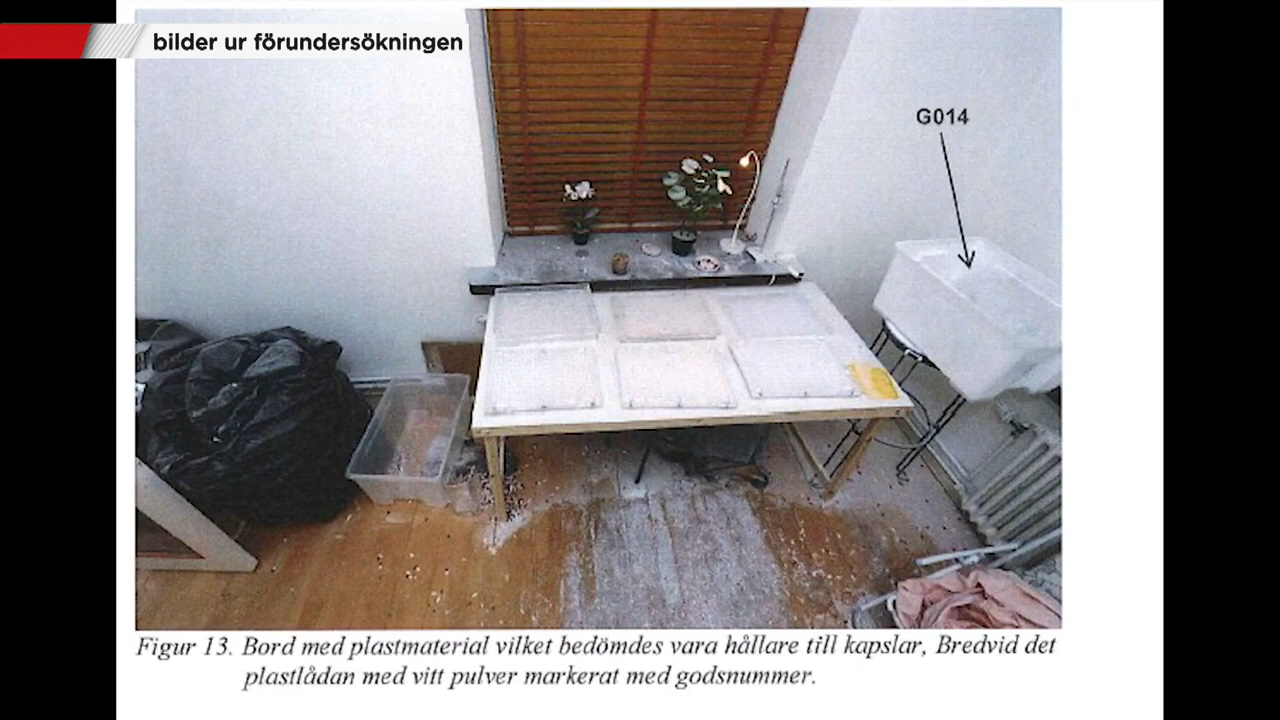 bilder ur förundersökningen
G014
Figur 13. Bord med plastmaterial vilket bedömdes vara hållare till kapslar, Bredvid det
plastlådan med vitt pulver markerat med godsnummer.